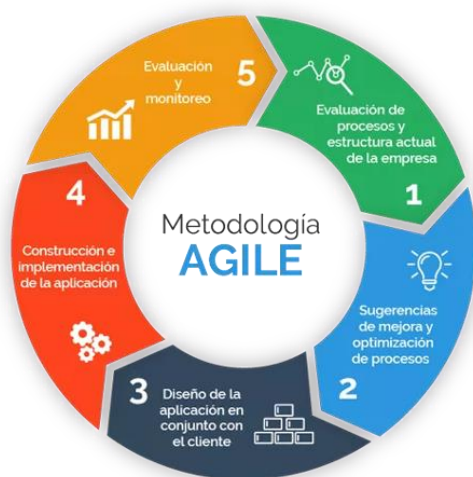 Metodología
AGILE
Evaluación de
procesos y
estructura actual
de la empresa
1
Sugerencias
de mejora y
optimización
de procesos
2
3
Diseño de la
aplicación en
conjunto con
el cliente
4
Construcción e
implementación
de la aplicación
Evaluación
y
monitoreo
5